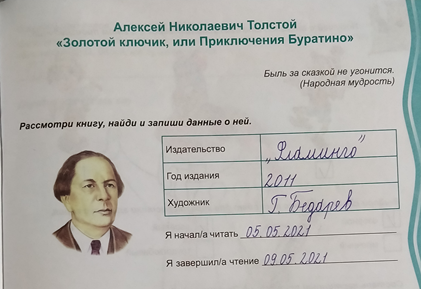 Алексей Николаевич Толстой
«Золотой ключик, или Приключения Буратино»
Быль за сказкой не угонится.
(Народная мудрость)
Рассмотри книгу, найди и запиши данные о ней.
Издательство „Фламинго"
Год издания 2011
Художник Г. Бедарев
Я начал/а читать 05.05.2021
Я завершил/а чтение 09.05.2021